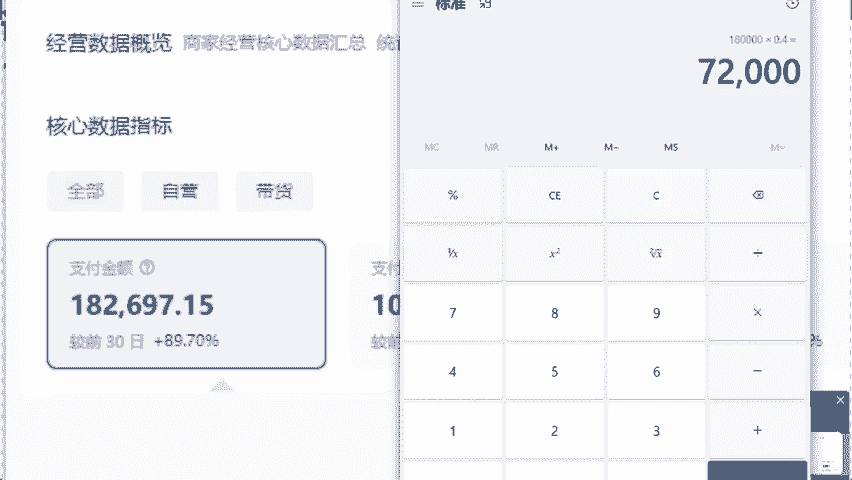 经营数据概览 商家经营核心数据汇总
核心数据指标
全部 自营 带货
支付金额
182,697.15
较前 30 日 +89.70%
支付
10
较前
标准
180000 × 0.4 =
72,000
MC MR M+ M− MS M~
% CE C
¹/x x² ²√x ÷
7 8 9 ×
4 5 6 −
1 2 3 +